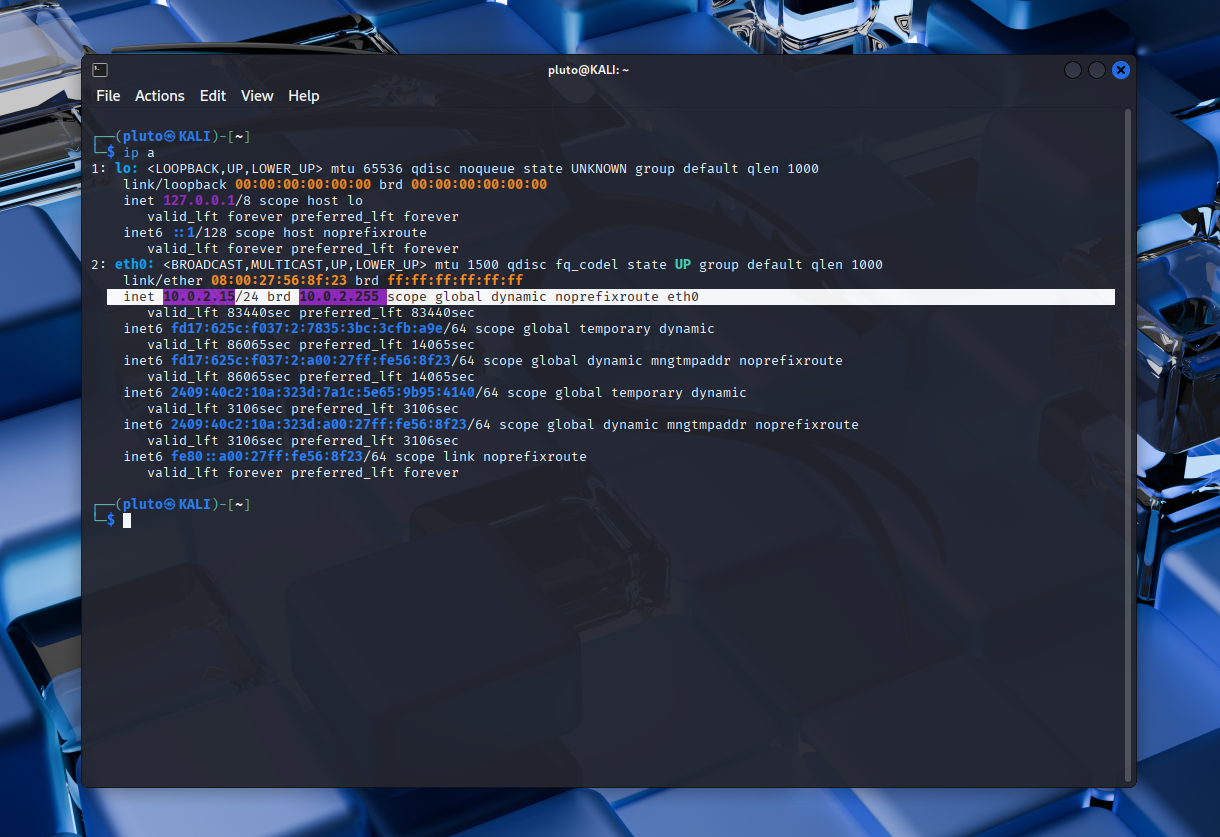 pluto@KALI: ~
File Actions Edit View Help
┌──(pluto㉿KALI)-[~]
└─$ ip a
1: lo: <LOOPBACK,UP,LOWER_UP> mtu 65536 qdisc noqueue state UNKNOWN group default qlen 1000
    link/loopback 00:00:00:00:00:00 brd 00:00:00:00:00:00
    inet 127.0.0.1/8 scope host lo
       valid_lft forever preferred_lft forever
    inet6 ::1/128 scope host noprefixroute
       valid_lft forever preferred_lft forever
2: eth0: <BROADCAST,MULTICAST,UP,LOWER_UP> mtu 1500 qdisc fq_codel state UP group default qlen 1000
    link/ether 08:00:27:56:8f:23 brd ff:ff:ff:ff:ff:ff
    inet 10.0.2.15/24 brd 10.0.2.255 scope global dynamic noprefixroute eth0
       valid_lft 83440sec preferred_lft 83440sec
    inet6 fd17:625c:f037:2:7835:3bc:3cfb:a9e/64 scope global temporary dynamic
       valid_lft 86065sec preferred_lft 14065sec
    inet6 fd17:625c:f037:2:a00:27ff:fe56:8f23/64 scope global dynamic mngtmpaddr noprefixroute
       valid_lft 86065sec preferred_lft 14065sec
    inet6 2409:40c2:10a:323d:7a1c:5e65:9b95:4140/64 scope global temporary dynamic
       valid_lft 3106sec preferred_lft 3106sec
    inet6 2409:40c2:10a:323d:a00:27ff:fe56:8f23/64 scope global dynamic mngtmpaddr noprefixroute
       valid_lft 3106sec preferred_lft 3106sec
    inet6 fe80::a00:27ff:fe56:8f23/64 scope link noprefixroute
       valid_lft forever preferred_lft forever
┌──(pluto㉿KALI)-[~]
└─$